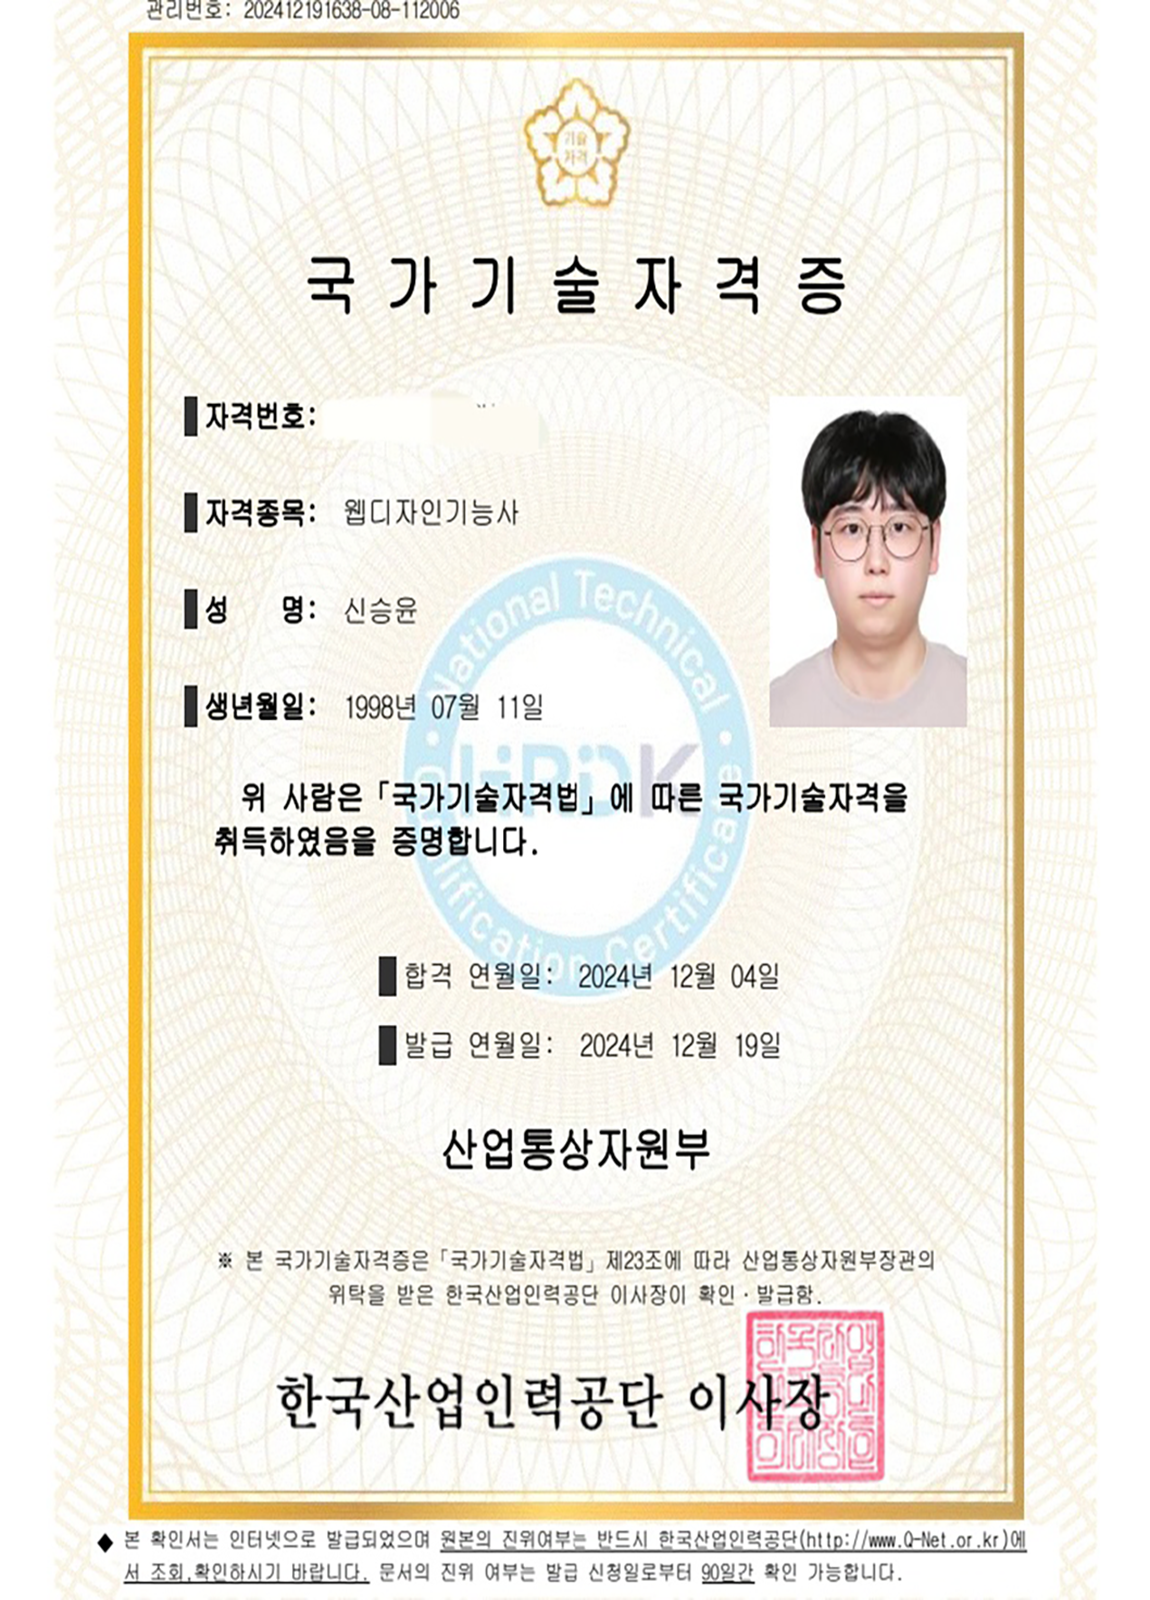 관리번호: 202412191638-08-112006
기술
자격
국가기술자격증
자격번호:
자격종목: 웹디자인기능사
성 명: 신승윤
생년월일: 1998년 07월 11일
National Technical
Qualification Certificate
HRDK
위 사람은「국가기술자격법」에 따른 국가기술자격을
취득하였음을 증명합니다.
합격 연월일: 2024년 12월 04일
발급 연월일: 2024년 12월 19일
산업통상자원부
※ 본 국가기술자격증은「국가기술자격법」제23조에 따라 산업통상자원부장관의
위탁을 받은 한국산업인력공단 이사장이 확인·발급함.
한국산업인력공단 이사장
◆ 본 확인서는 인터넷으로 발급되었으며 원본의 진위여부는 반드시 한국산업인력공단(http://www.Q-Net.or.kr)에
서 조회,확인하시기 바랍니다. 문서의 진위 여부는 발급 신청일로부터 90일간 확인 가능합니다.